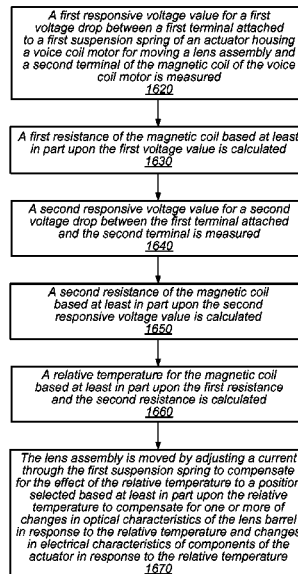 A first responsive voltage value for a first
voltage drop between a first terminal attached
to a first suspension spring of an actuator housing
a voice coil motor for moving a lens assembly and
a second terminal of the magnetic coil of the voice
coil motor is measured
1620
A first resistance of the magnetic coil based at least
in part upon the first voltage value is calculated
1630
A second responsive voltage value for a second
voltage drop between the first terminal attached
and the second terminal is measured
1640
A second resistance of the magnetic coil
based at least in part upon the second
responsive voltage value is calculated
1650
A relative temperature for the magnetic coil
based at least in part upon the first resistance
and the second resistance is calculated
1660
The lens assembly is moved by adjusting a current
through the first suspension spring to compensate
for the effect of the relative temperature to a position
selected based at least in part upon the relative
temperature to compensate for one or more of
changes in optical characteristics of the lens barrel
in response to the relative temperature and changes
in electrical characteristics of components of the
actuator in response to the relative temperature
1670